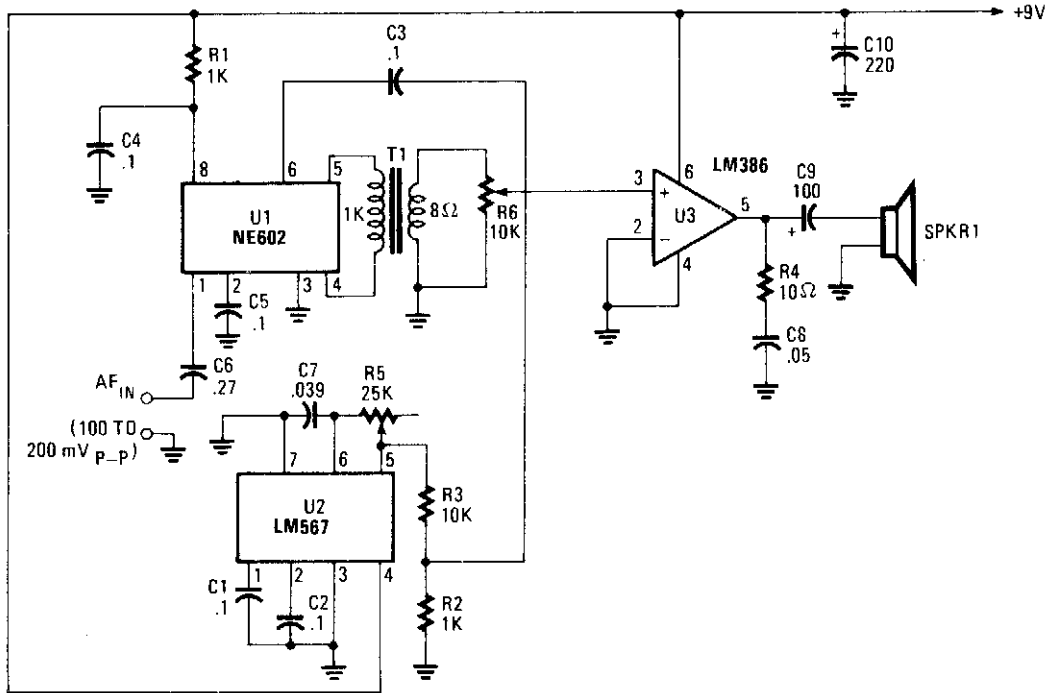 +9V
C3
.1
R1
1K
+
C10
220
C4
.1
T1
8
6
5
U1
NE602
1K
8Ω
R6
10K
1
2
3
4
C5
.1
LM386
3
+
6
U3
5
2
−
4
C9
100
+
SPKR1
R4
10Ω
C8
.05
C6
.27
AF IN
(100 TO
200 mV P–P)
C7
.039
R5
25K
7
6
5
U2
LM567
R3
10K
1
2
3
4
C1
.1
C2
.1
R2
1K